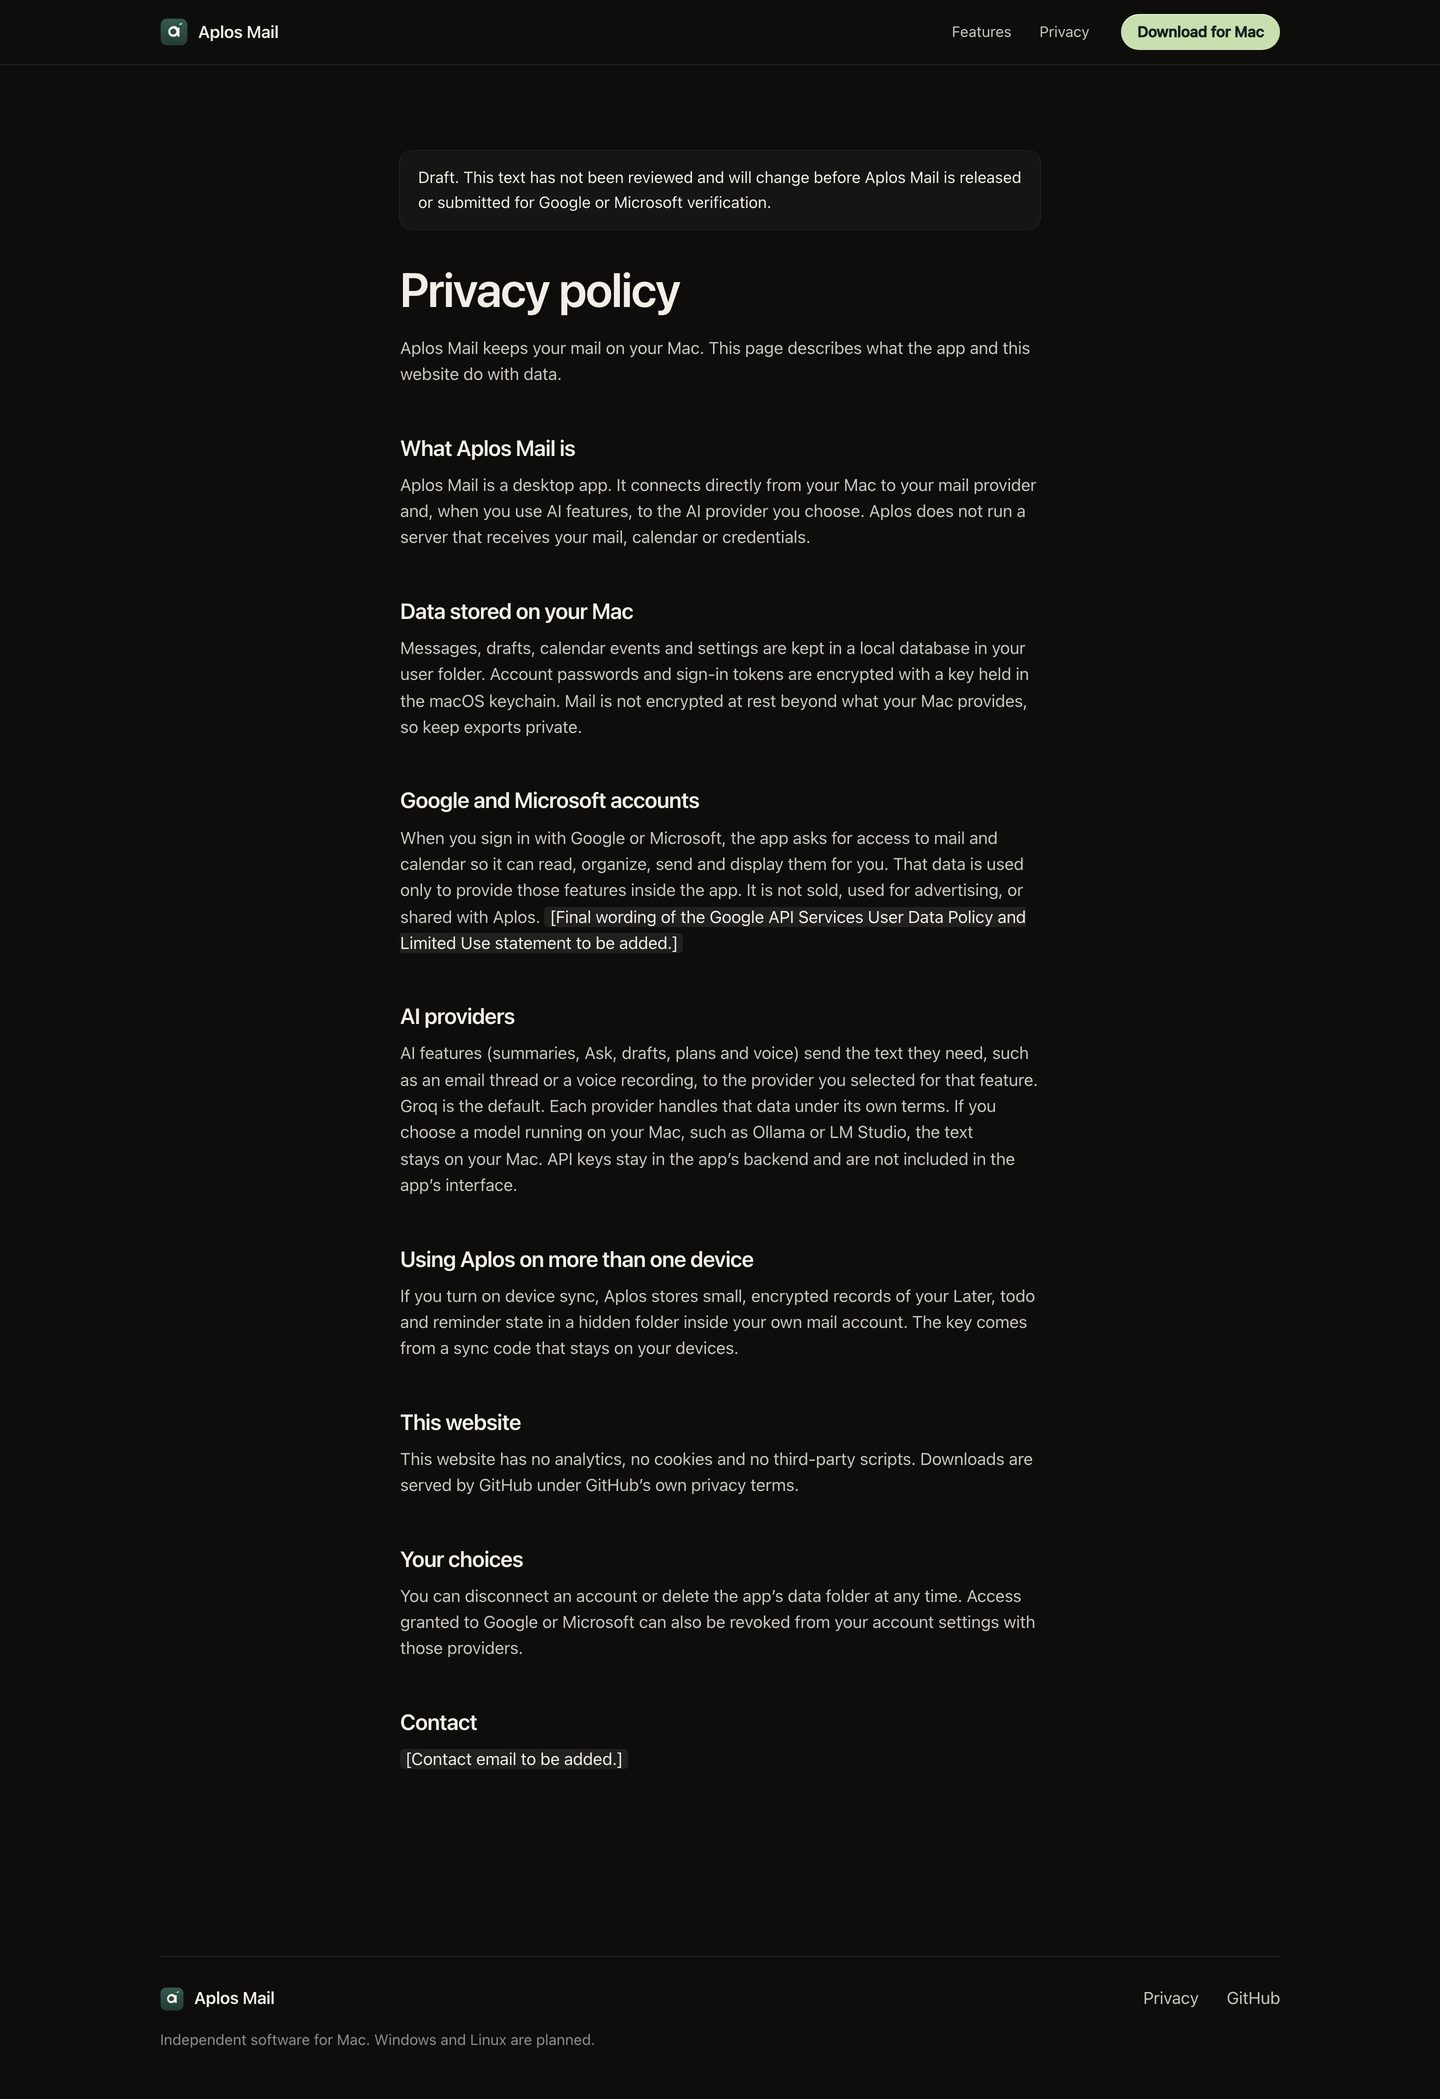 Aplos Mail
Features
Privacy
Download for Mac
Draft. This text has not been reviewed and will change before Aplos Mail is released
or submitted for Google or Microsoft verification.
Privacy policy
Aplos Mail keeps your mail on your Mac. This page describes what the app and this
website do with data.
What Aplos Mail is
Aplos Mail is a desktop app. It connects directly from your Mac to your mail provider
and, when you use AI features, to the AI provider you choose. Aplos does not run a
server that receives your mail, calendar or credentials.
Data stored on your Mac
Messages, drafts, calendar events and settings are kept in a local database in your
user folder. Account passwords and sign-in tokens are encrypted with a key held in
the macOS keychain. Mail is not encrypted at rest beyond what your Mac provides,
so keep exports private.
Google and Microsoft accounts
When you sign in with Google or Microsoft, the app asks for access to mail and
calendar so it can read, organize, send and display them for you. That data is used
only to provide those features inside the app. It is not sold, used for advertising, or
shared with Aplos. [Final wording of the Google API Services User Data Policy and
Limited Use statement to be added.]
AI providers
AI features (summaries, Ask, drafts, plans and voice) send the text they need, such
as an email thread or a voice recording, to the provider you selected for that feature.
Groq is the default. Each provider handles that data under its own terms. If you
choose a model running on your Mac, such as Ollama or LM Studio, the text
stays on your Mac. API keys stay in the app’s backend and are not included in the
app’s interface.
Using Aplos on more than one device
If you turn on device sync, Aplos stores small, encrypted records of your Later, todo
and reminder state in a hidden folder inside your own mail account. The key comes
from a sync code that stays on your devices.
This website
This website has no analytics, no cookies and no third-party scripts. Downloads are
served by GitHub under GitHub’s own privacy terms.
Your choices
You can disconnect an account or delete the app’s data folder at any time. Access
granted to Google or Microsoft can also be revoked from your account settings with
those providers.
Contact
[Contact email to be added.]
Aplos Mail
Privacy
GitHub
Independent software for Mac. Windows and Linux are planned.